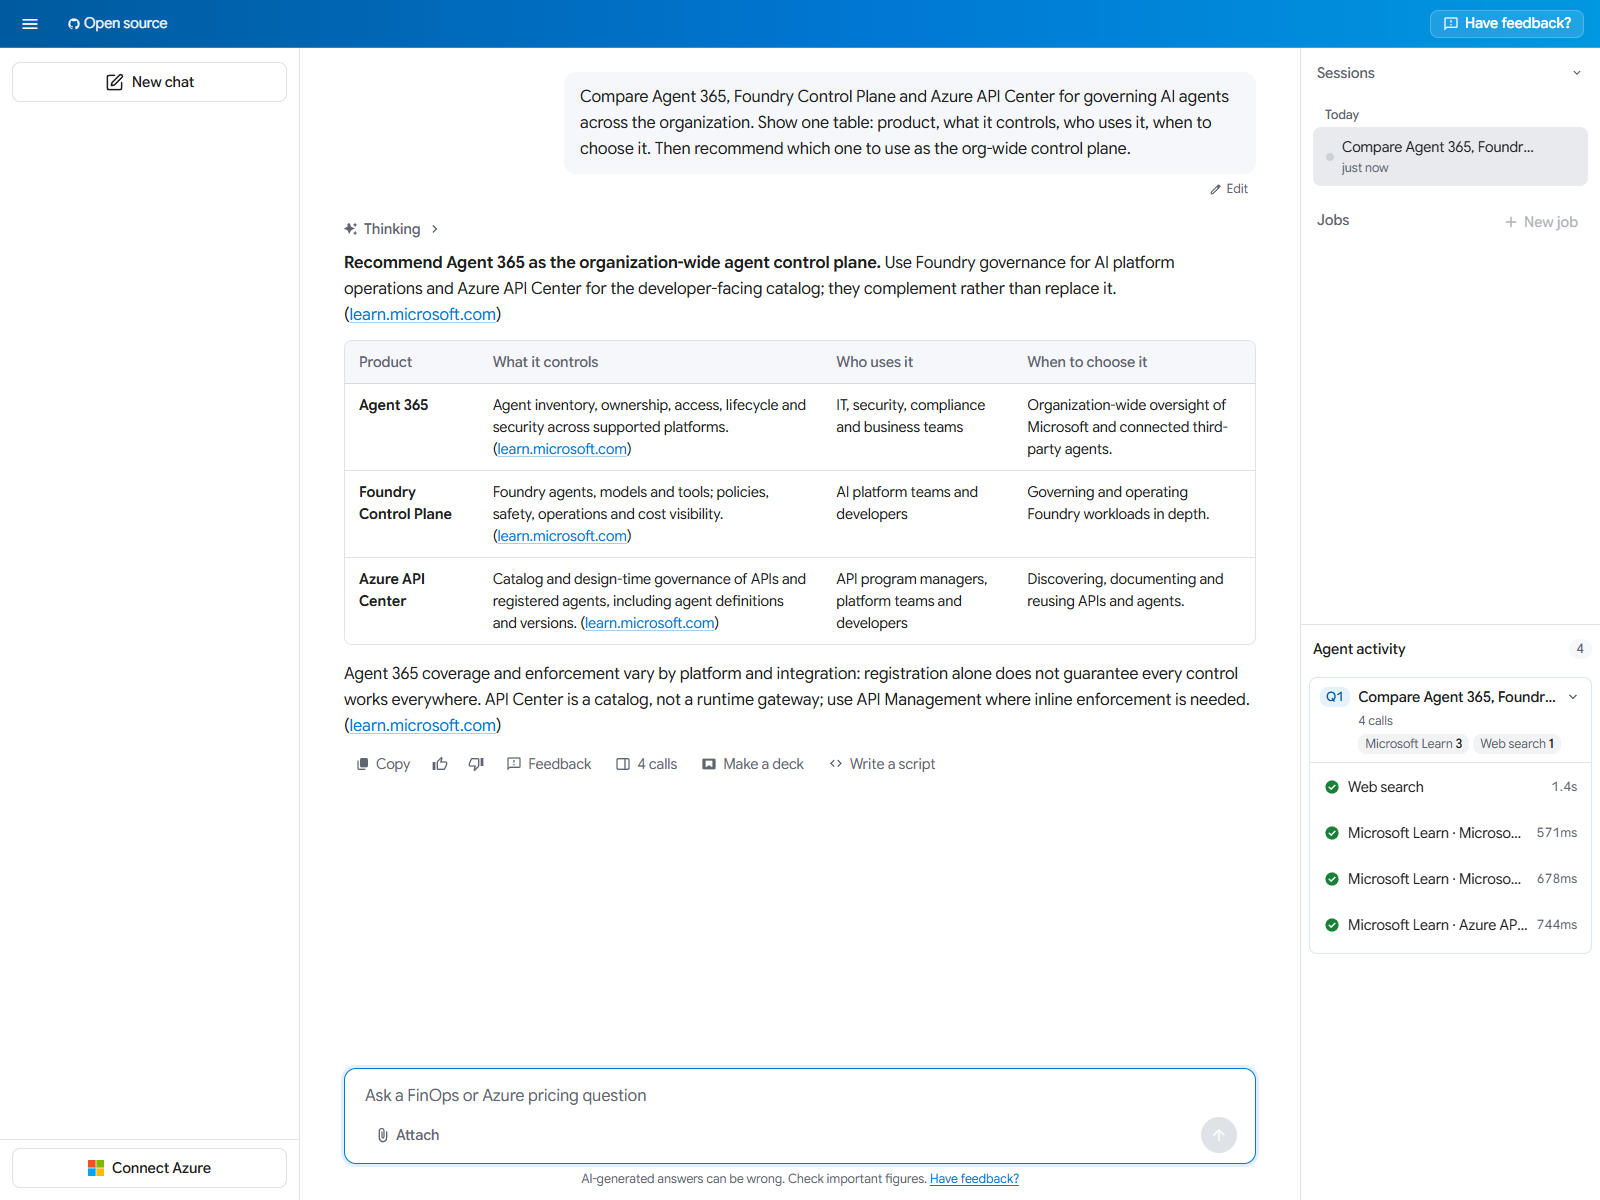 Open source
Have feedback?
New chat
Connect Azure
Compare Agent 365, Foundry Control Plane and Azure API Center for governing AI agents
across the organization. Show one table: product, what it controls, who uses it, when to
choose it. Then recommend which one to use as the org-wide control plane.
Edit
Thinking
Recommend Agent 365 as the organization-wide agent control plane. Use Foundry governance for AI platform
operations and Azure API Center for the developer-facing catalog; they complement rather than replace it.
(learn.microsoft.com)
Product What it controls Who uses it When to choose it
Agent 365
Agent inventory, ownership, access, lifecycle and
security across supported platforms.
(learn.microsoft.com)
IT, security, compliance
and business teams
Organization-wide oversight of
Microsoft and connected third-
party agents.
Foundry
Control Plane
Foundry agents, models and tools; policies,
safety, operations and cost visibility.
(learn.microsoft.com)
AI platform teams and
developers
Governing and operating
Foundry workloads in depth.
Azure API
Center
Catalog and design-time governance of APIs and
registered agents, including agent definitions
and versions. (learn.microsoft.com)
API program managers,
platform teams and
developers
Discovering, documenting and
reusing APIs and agents.
Agent 365 coverage and enforcement vary by platform and integration: registration alone does not guarantee every control
works everywhere. API Center is a catalog, not a runtime gateway; use API Management where inline enforcement is needed.
(learn.microsoft.com)
Copy Feedback 4 calls Make a deck Write a script
Ask a FinOps or Azure pricing question
Attach
AI-generated answers can be wrong. Check important figures. Have feedback?
Sessions
Today
Compare Agent 365, Foundr...
just now
Jobs
+ New job
Agent activity 4
Q1 Compare Agent 365, Foundr...
4 calls
Microsoft Learn 3 Web search 1
Web search 1.4s
Microsoft Learn · Microso... 571ms
Microsoft Learn · Microso... 678ms
Microsoft Learn · Azure AP... 744ms